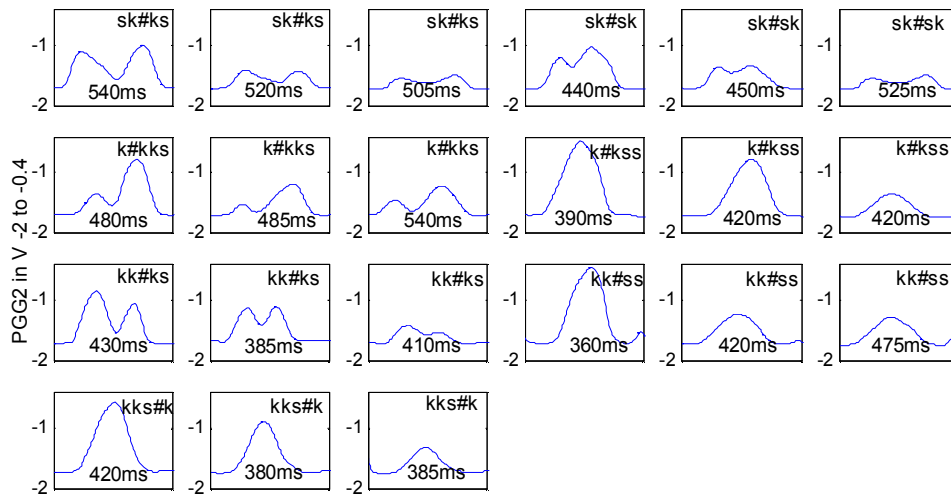 sk#ks sk#ks sk#ks sk#sk sk#sk sk#sk
-1 -1 -1 -1 -1 -1
540ms 520ms 505ms 440ms 450ms 525ms
-2 -2 -2 -2 -2 -2
k#kks k#kks k#kks k#kss k#kss k#kss
-1 -1 -1 -1 -1 -1
480ms 485ms 540ms 390ms 420ms 420ms
-2 -2 -2 -2 -2 -2
PGG2 in V -2 to -0.4
kk#ks kk#ks kk#ks kk#ss kk#ss kk#ss
-1 -1 -1 -1 -1 -1
430ms 385ms 410ms 360ms 420ms 475ms
-2 -2 -2 -2 -2 -2
kks#k kks#k kks#k
-1 -1 -1
420ms 380ms 385ms
-2 -2 -2